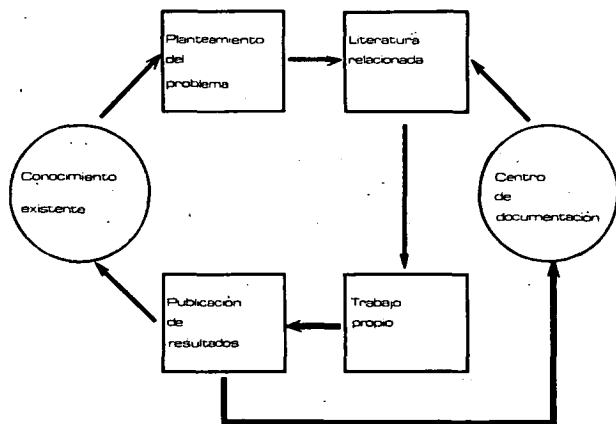 Planteamiento
del
problema
Literatura
relacionada
Conocimiento
existente
Centro
de
documentación
Publicación
de
resultados
Trabajo
propio